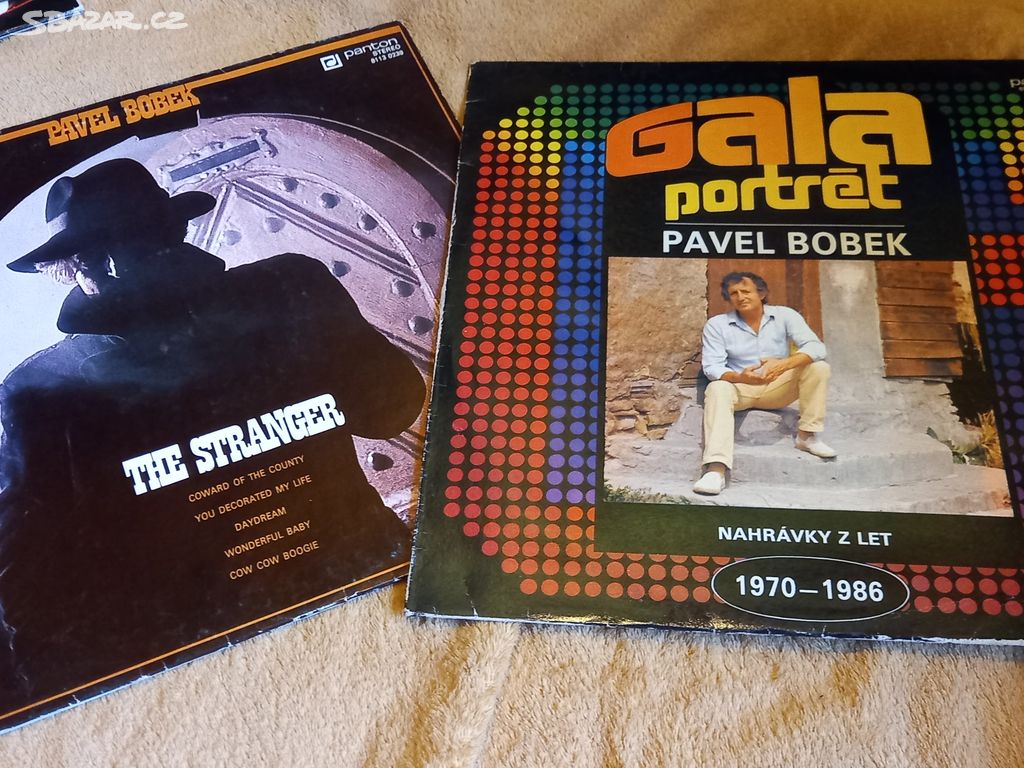 SBAZAR.CZ
panton
STEREO
8113 0239
PAVEL BOBEK
THE STRANGER
COWARD OF THE COUNTY
YOU DECORATED MY LIFE
DAYDREAM
WONDERFUL BABY
COW COW BOOGIE
Gala
portrét
PAVEL BOBEK
NAHRÁVKY Z LET
1970–1986